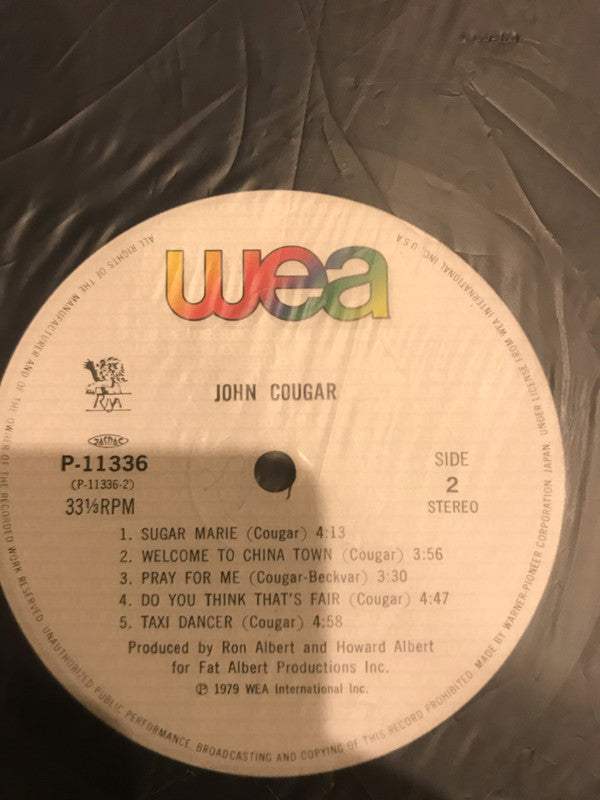 wea
JOHN COUGAR
RVA
JASRAC
P-11336
(P-11336-2)
33⅓RPM
SIDE
2
STEREO
1. SUGAR MARIE (Cougar) 4:13
2. WELCOME TO CHINA TOWN (Cougar) 3:56
3. PRAY FOR ME (Cougar-Beckvar) 3:30
4. DO YOU THINK THAT'S FAIR (Cougar) 4:47
5. TAXI DANCER (Cougar) 4:58
Produced by Ron Albert and Howard Albert
for Fat Albert Productions Inc.
℗ 1979 WEA International Inc.
ALL RIGHTS OF THE MANUFACTURER AND OF THE OWNER OF THE RECORDED WORK RESERVED. UNAUTHORIZED PUBLIC PERFORMANCE, BROADCASTING AND COPYING OF THIS RECORD PROHIBITED. MADE BY WARNER-PIONEER CORPORATION, JAPAN, UNDER LICENSE FROM WEA INTERNATIONAL INC., U.S.A